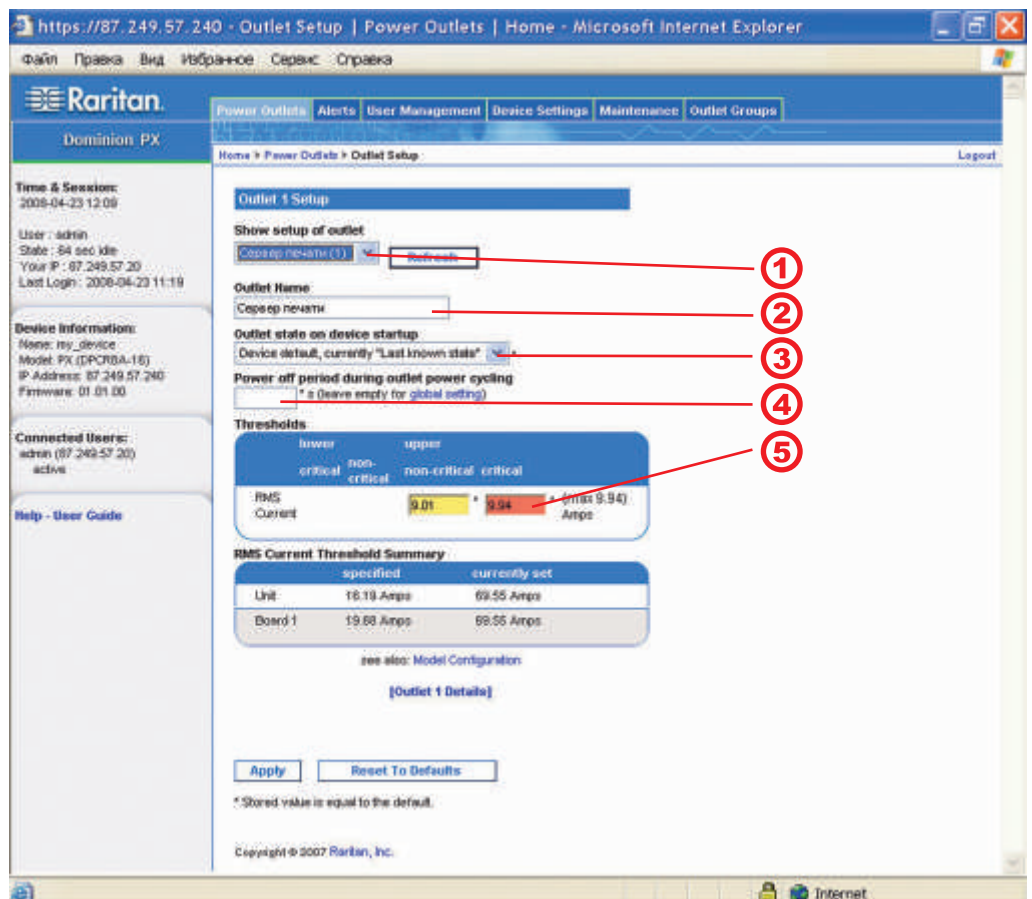 https://87.249.57.240 - Outlet Setup | Power Outlets | Home - Microsoft Internet Explorer
Файл Правка Вид Избранное Сервис Справка
Raritan.
Power Outlets Alerts User Management Device Settings Maintenance Outlet Groups
Dominion PX
Home Power Outlets Outlet Setup Logout
Time & Session:
2008-04-23 12:09
User : admin
State : 84 sec idle
Your IP : 87.249.57.20
Last Login : 2008-04-23 11:19
Device Information:
Name: my_device
Model: PX (DPCR8A-16)
IP Address: 87.249.57.240
Firmware: 01.01.00
Connected Users:
admin (87.249.57.20)
active
Help - User Guide
Outlet 1 Setup
Show setup of outlet
Сервер печати (1) Refresh
1
Outlet Name
Сервер печати
2
Outlet state on device startup
Device default, currently "Last known state" *
3
Power off period during outlet power cycling
* s (leave empty for global setting)
4
Thresholds
lower upper
critical non-critical non-critical critical
5
RMS Current 9.01 * 9.94 * (max 9.94) Amps
RMS Current Threshold Summary
specified currently set
Unit 18.19 Amps 69.55 Amps
Board 1 19.88 Amps 69.55 Amps
see also: Model Configuration
[Outlet 1 Details]
Apply Reset To Defaults
* Stored value is equal to the default.
Copyright © 2007 Raritan, Inc.
Internet